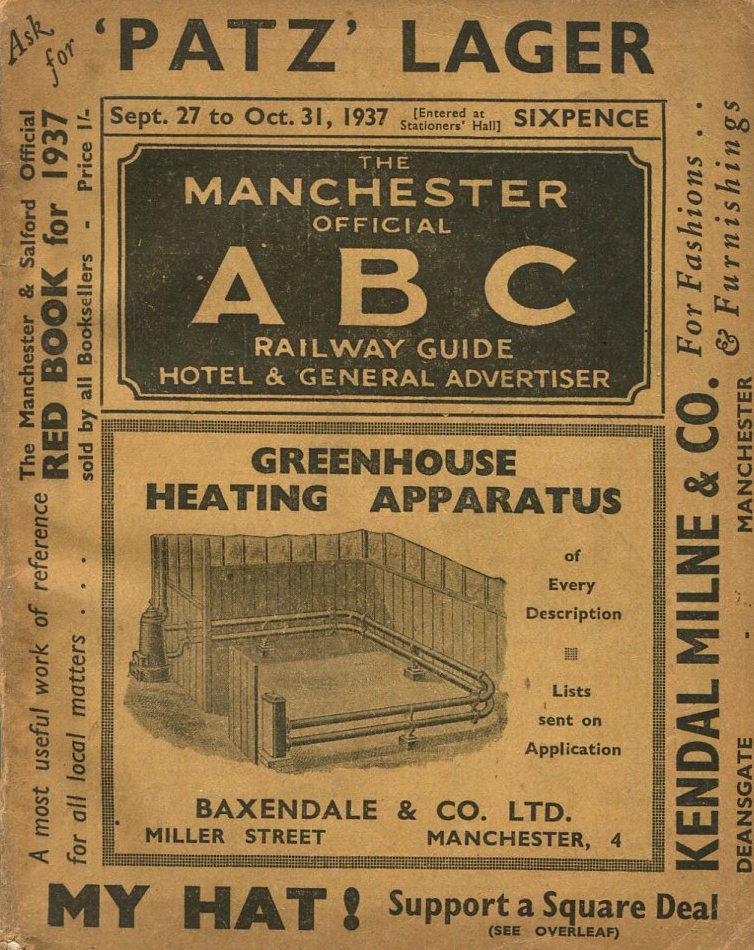 Ask for
'PATZ' LAGER
Sept. 27 to Oct. 31, 1937 [Entered at Stationers' Hall] SIXPENCE
THE
MANCHESTER
OFFICIAL
A B C
RAILWAY GUIDE
HOTEL & GENERAL ADVERTISER
GREENHOUSE
HEATING APPARATUS
of
Every
Description
Lists
sent on
Application
BAXENDALE & CO. LTD.
MILLER STREET MANCHESTER, 4
The Manchester & Salford Official
RED BOOK for 1937
sold by all Booksellers - Price 1/-
A most useful work of reference
for all local matters . . .
For Fashions . . .
& Furnishings
KENDAL MILNE & CO.
DEANSGATE - MANCHESTER
MY HAT! Support a Square Deal
(SEE OVERLEAF)